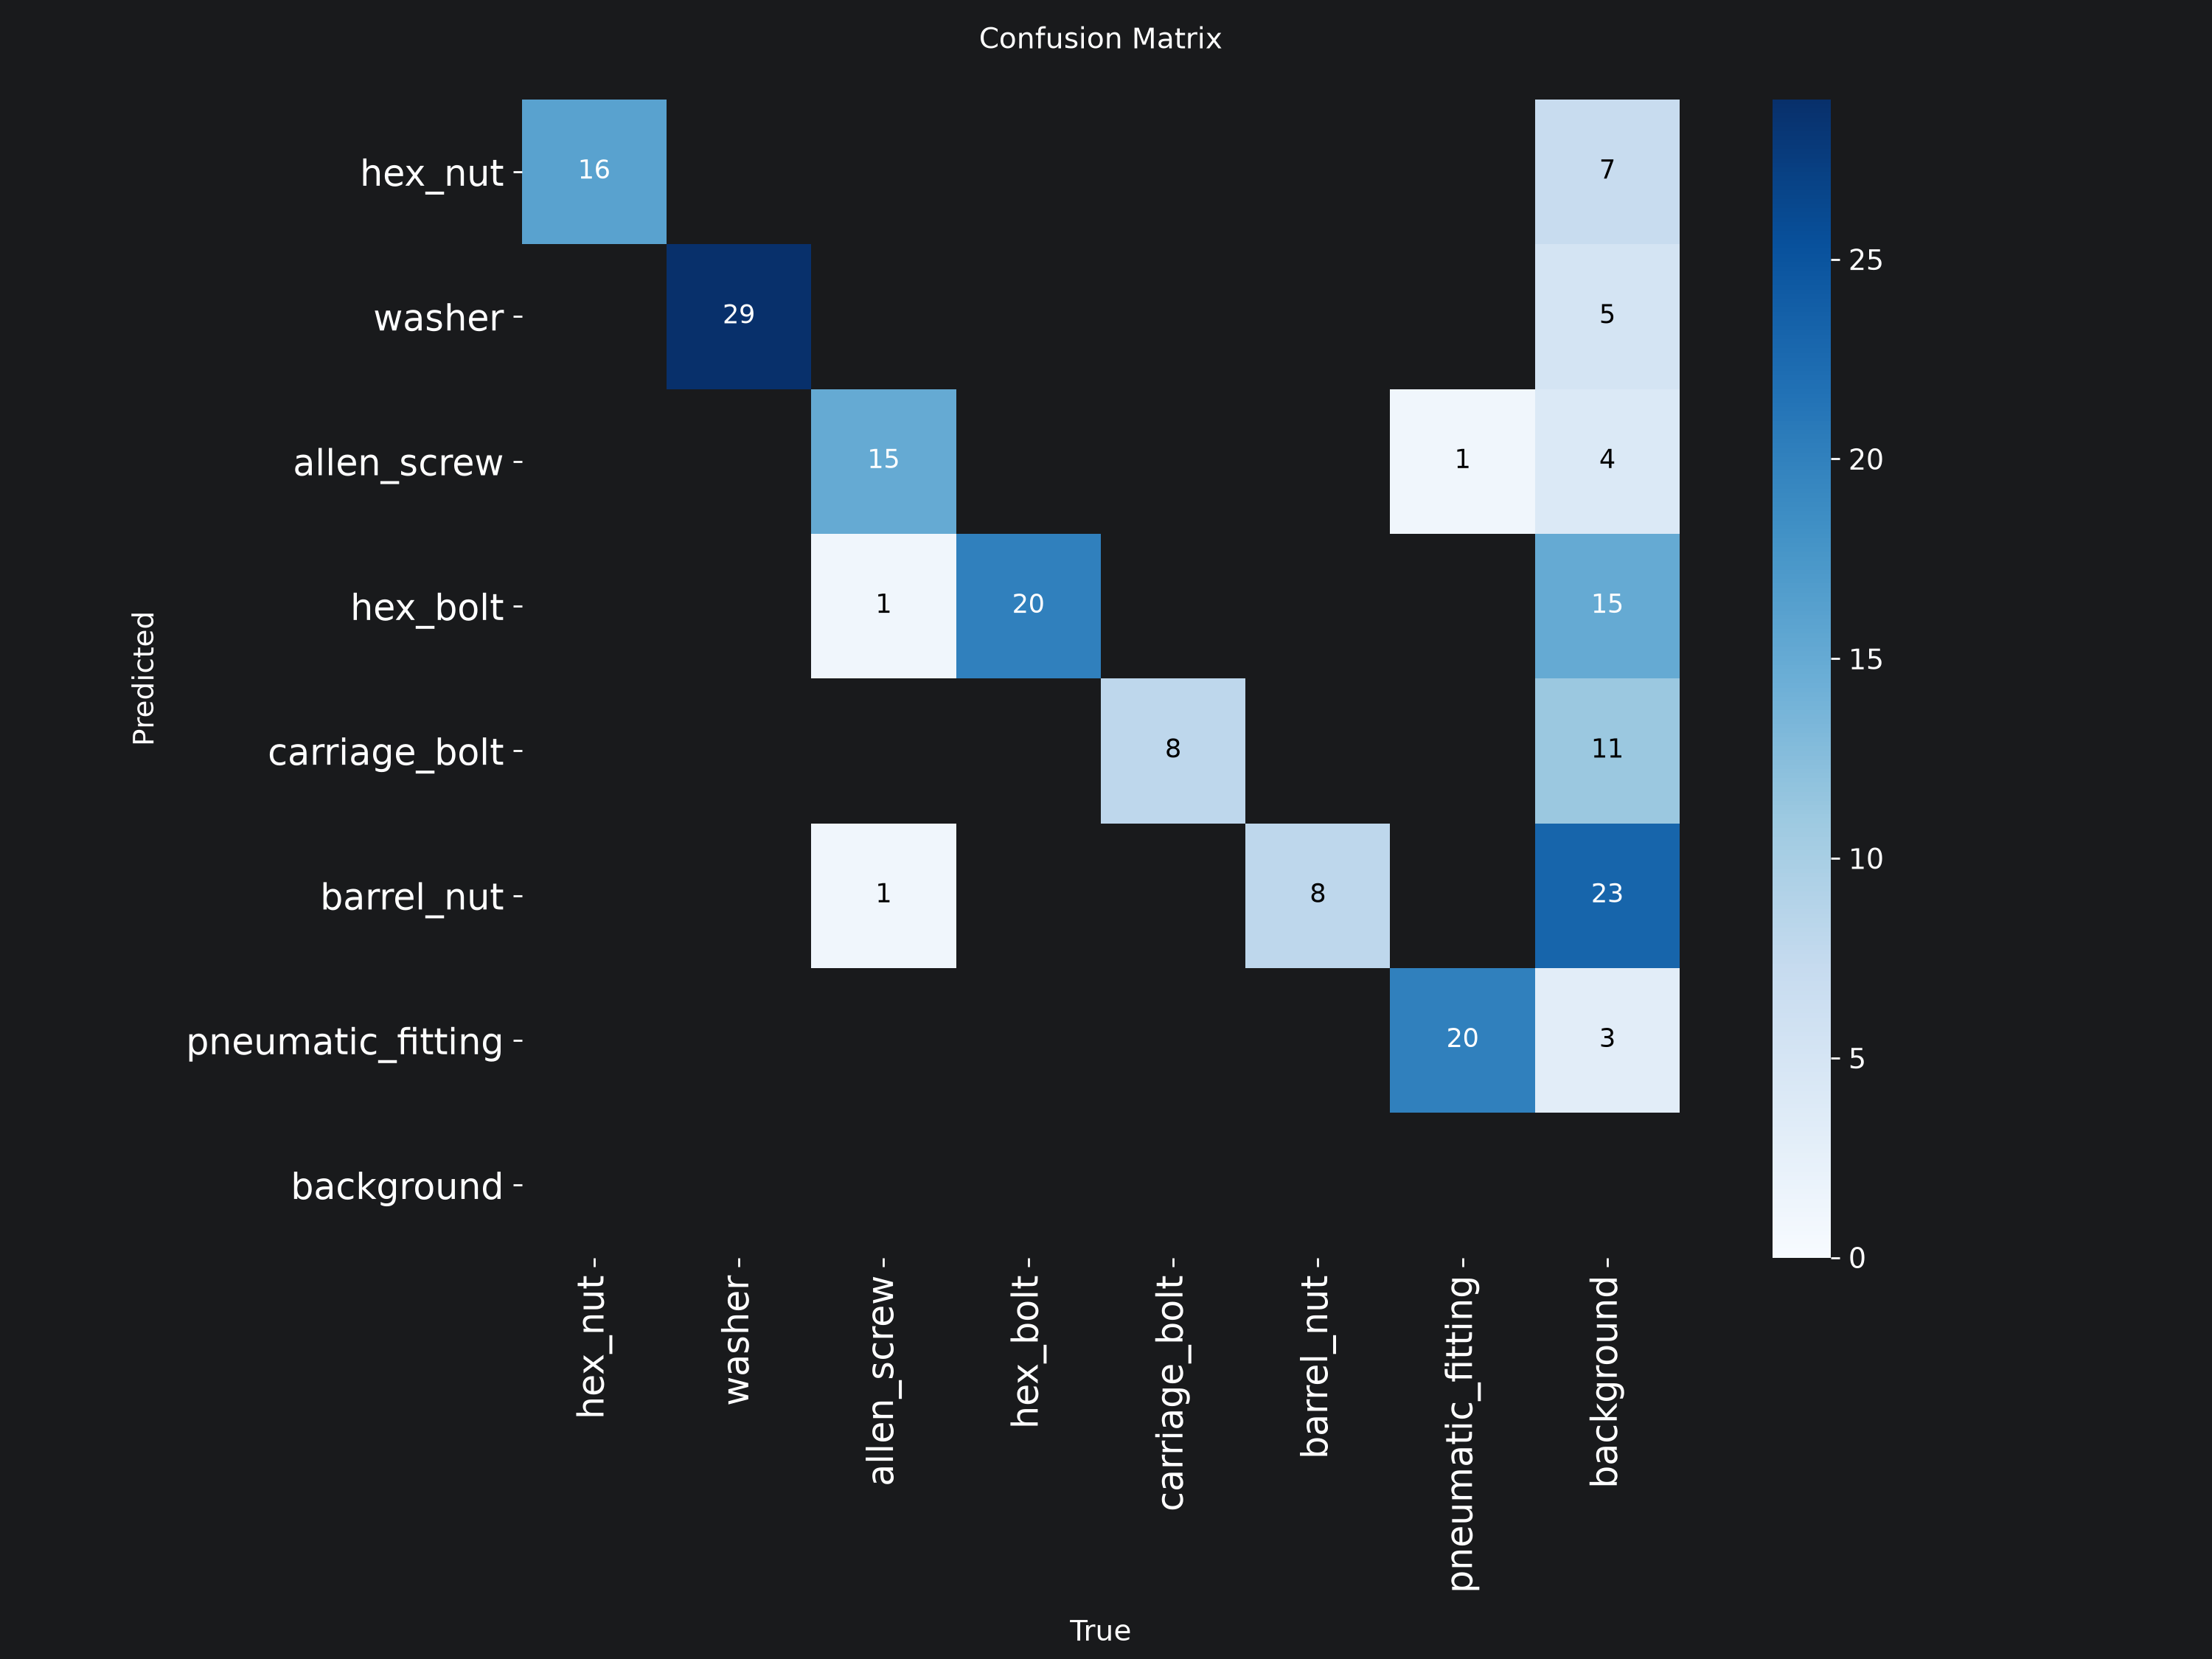 Confusion Matrix
hex_nut 16 7
washer 29 5
allen_screw 15 1 4
hex_bolt 1 20 15
carriage_bolt 8 11
barrel_nut 1 8 23
pneumatic_fitting 20 3
background
Predicted
hex_nut
washer
allen_screw
hex_bolt
carriage_bolt
barrel_nut
pneumatic_fitting
background
True
25
20
15
10
5
0